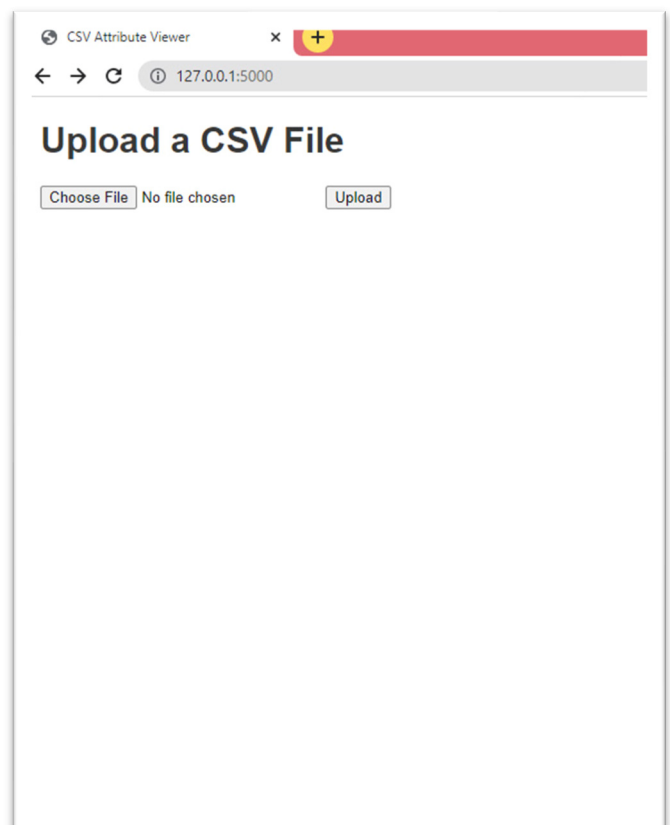 CSV Attribute Viewer
127.0.0.1:5000
Upload a CSV File
Choose File No file chosen Upload